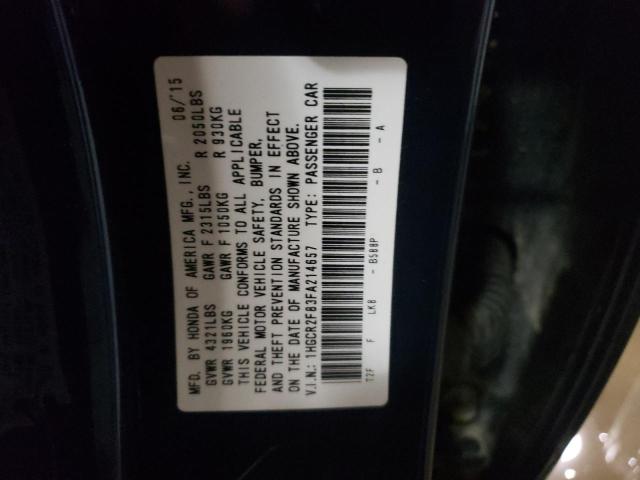 MFD. BY HONDA OF AMERICA MFG., INC. 06/'15
GVWR 4321LBS GAWR F 2315LBS R 2050LBS
GVWR 1960KG GAWR F 1050KG R 930KG
THIS VEHICLE CONFORMS TO ALL APPLICABLE
FEDERAL MOTOR VEHICLE SAFETY, BUMPER,
AND THEFT PREVENTION STANDARDS IN EFFECT
ON THE DATE OF MANUFACTURE SHOWN ABOVE.
V.I.N.: 1HGCR2F83FA214657 TYPE: PASSENGER CAR
T2F F LKB - B588P - B - A